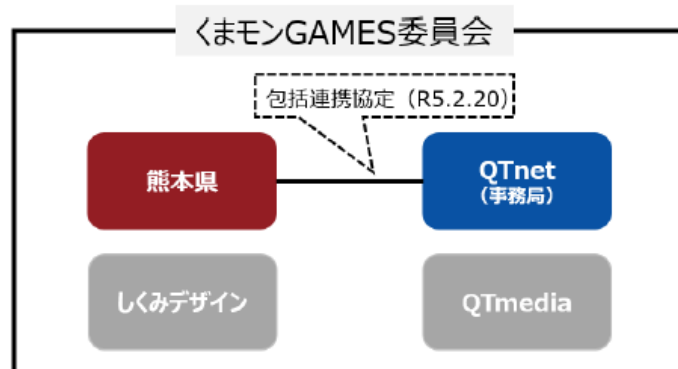 くまモンGAMES委員会
包括連携協定（R5.2.20）
熊本県
QTnet
（事務局）
しくみデザイン
QTmedia